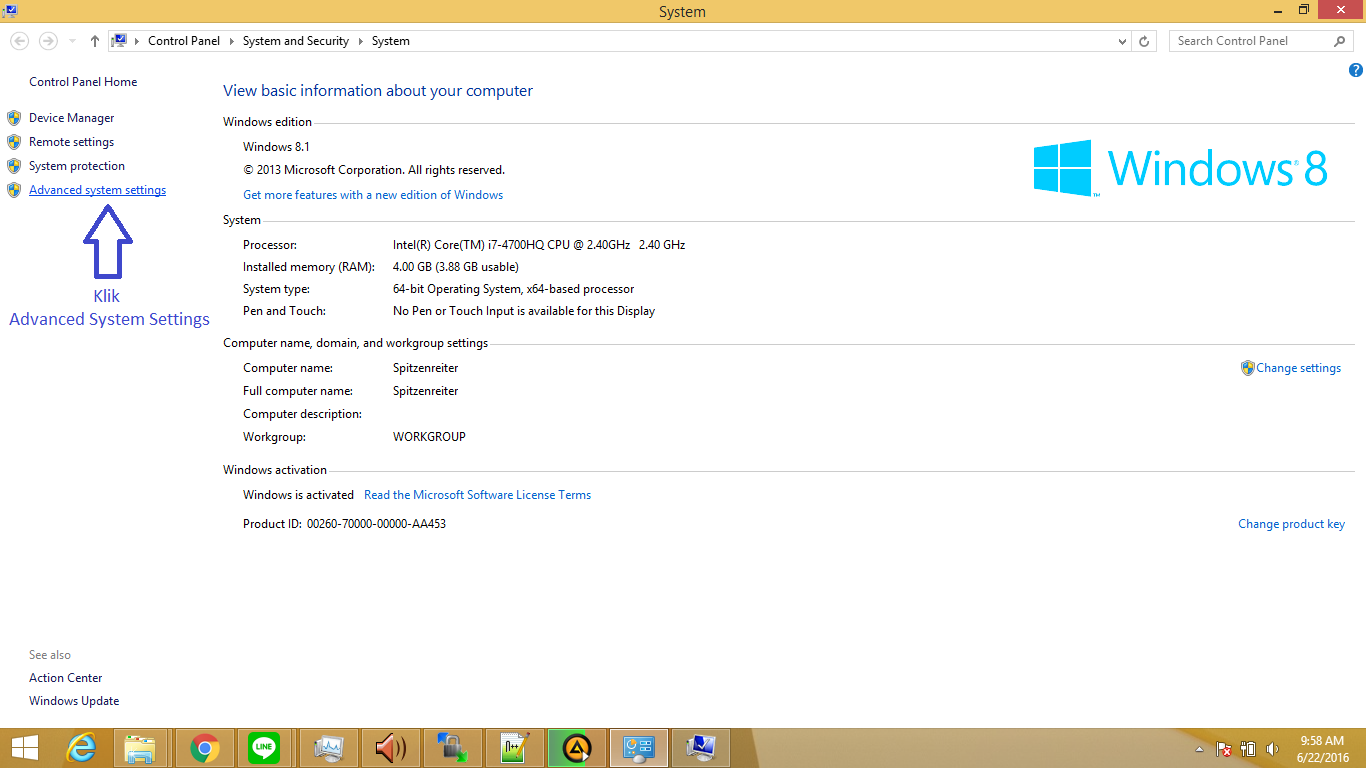 System
Control Panel System and Security System
Search Control Panel
Control Panel Home
Device Manager
Remote settings
System protection
Advanced system settings
Klik
Advanced System Settings
See also
Action Center
Windows Update
View basic information about your computer
Windows edition
Windows 8.1
© 2013 Microsoft Corporation. All rights reserved.
Get more features with a new edition of Windows
Windows® 8™
System
Processor: Intel(R) Core(TM) i7-4700HQ CPU @ 2.40GHz 2.40 GHz
Installed memory (RAM): 4.00 GB (3.88 GB usable)
System type: 64-bit Operating System, x64-based processor
Pen and Touch: No Pen or Touch Input is available for this Display
Computer name, domain, and workgroup settings
Computer name: Spitzenreiter
Change settings
Full computer name: Spitzenreiter
Computer description:
Workgroup: WORKGROUP
Windows activation
Windows is activated Read the Microsoft Software License Terms
Product ID: 00260-70000-00000-AA453
Change product key
LINE
9:58 AM
6/22/2016